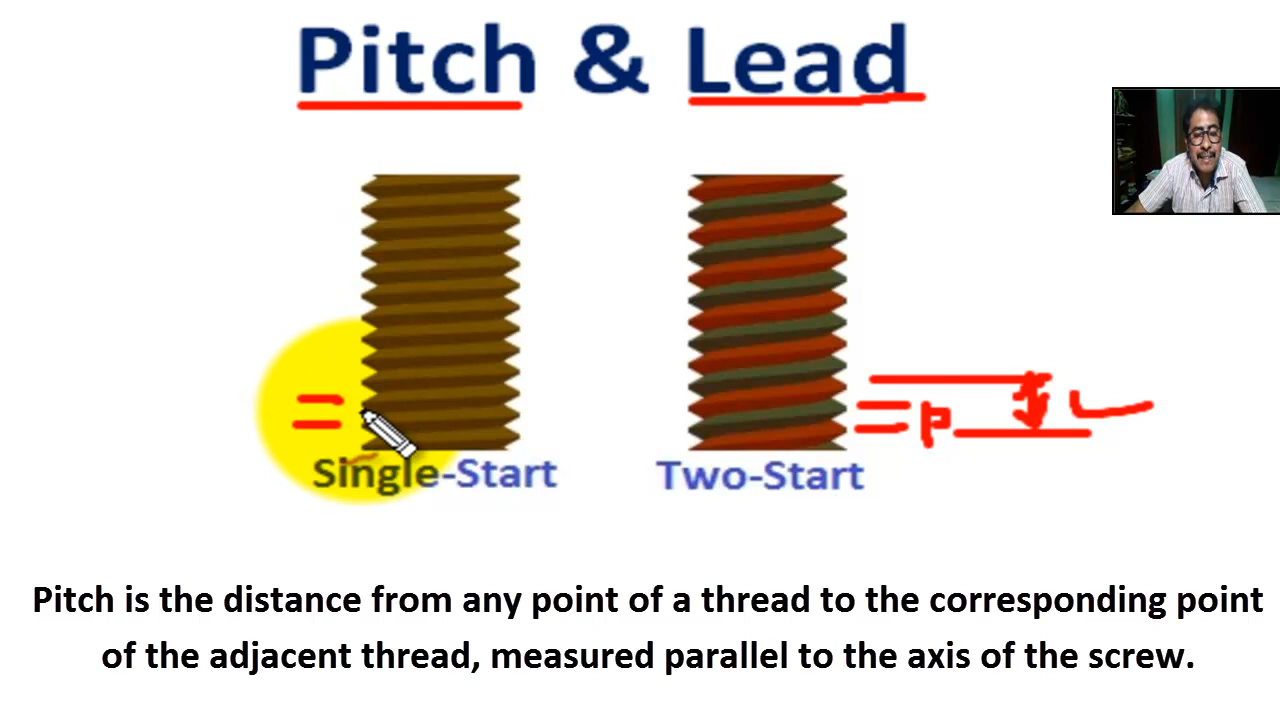 Pitch & Lead
Single-Start
Two-Start
P
L
Pitch is the distance from any point of a thread to the corresponding point
of the adjacent thread, measured parallel to the axis of the screw.